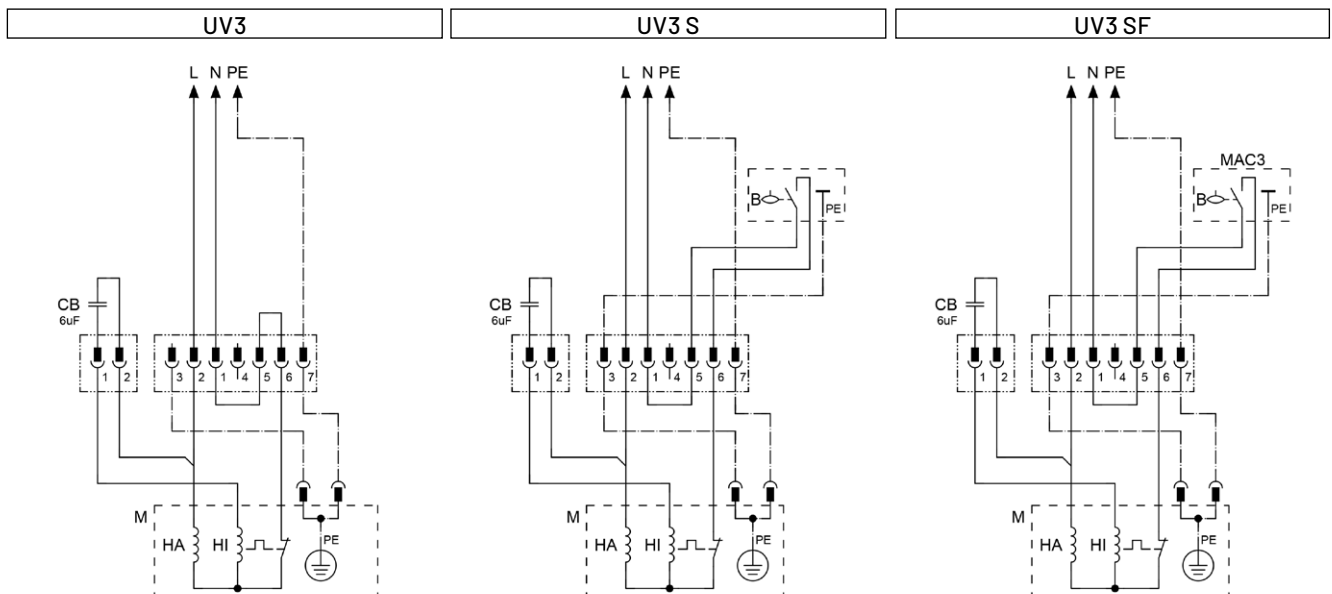 UV3 UV3 S UV3 SF
L N PE L N PE L N PE
MAC3
B PE B PE
CB CB CB
6uF 6uF 6uF
1 2 3 2 1 4 5 6 7 1 2 3 2 1 4 5 6 7 1 2 3 2 1 4 5 6 7
M M M
HA HI PE HA HI PE HA HI PE